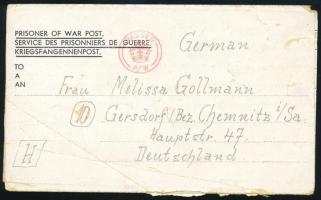 PRISONER OF WAR POST.
SERVICE DES PRISONNIERS DE GUERRE.
KRIEGSFANGENNENPOST.
German
P/W
TO
A
AN
Frau Melissa Gollmann
10 Gersdorf/Bez. Chemnitz i/Sa.
Hauptstr. 47.
Deutschland
H